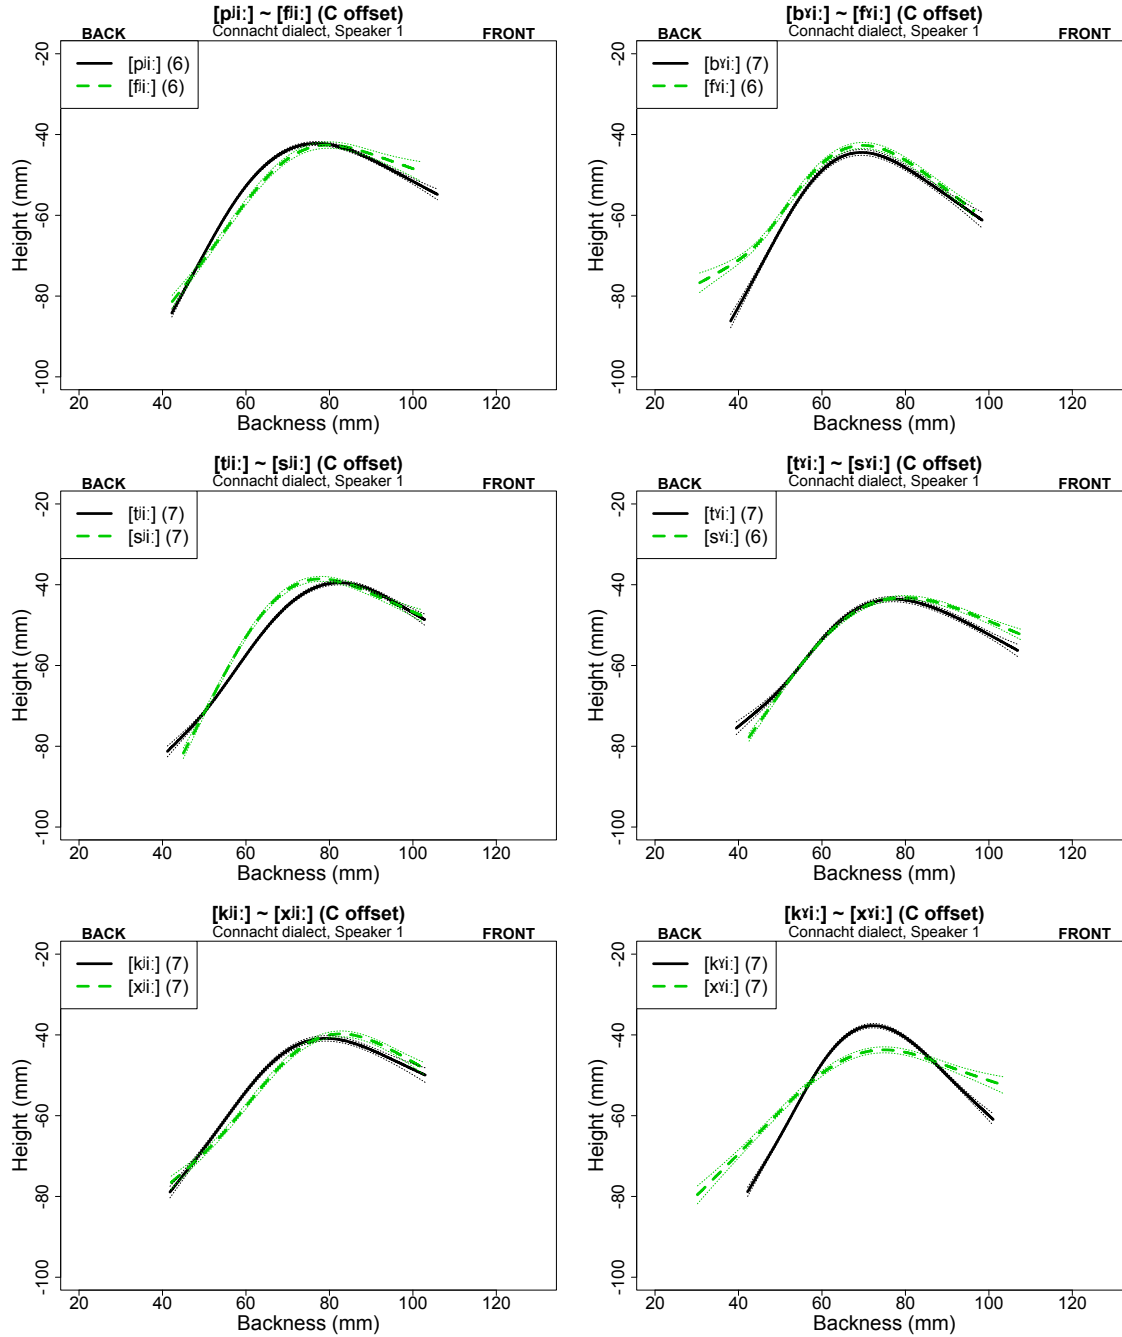 [pʲiː] ~ [fʲiː] (C offset)
Connacht dialect, Speaker 1
BACK
FRONT
[pʲiː] (6)
[fʲiː] (6)
Height (mm)
-20
-40
-60
-80
-100
20 40 60 80 100 120
Backness (mm)
[bˠiː] ~ [fˠiː] (C offset)
Connacht dialect, Speaker 1
BACK
FRONT
[bˠiː] (7)
[fˠiː] (6)
Height (mm)
-20
-40
-60
-80
-100
20 40 60 80 100 120
Backness (mm)
[tʲiː] ~ [sʲiː] (C offset)
Connacht dialect, Speaker 1
BACK
FRONT
[tʲiː] (7)
[sʲiː] (7)
Height (mm)
-20
-40
-60
-80
-100
20 40 60 80 100 120
Backness (mm)
[tˠiː] ~ [sˠiː] (C offset)
Connacht dialect, Speaker 1
BACK
FRONT
[tˠiː] (7)
[sˠiː] (6)
Height (mm)
-20
-40
-60
-80
-100
20 40 60 80 100 120
Backness (mm)
[kʲiː] ~ [xʲiː] (C offset)
Connacht dialect, Speaker 1
BACK
FRONT
[kʲiː] (7)
[xʲiː] (7)
Height (mm)
-20
-40
-60
-80
-100
20 40 60 80 100 120
Backness (mm)
[kˠiː] ~ [xˠiː] (C offset)
Connacht dialect, Speaker 1
BACK
FRONT
[kˠiː] (7)
[xˠiː] (7)
Height (mm)
-20
-40
-60
-80
-100
20 40 60 80 100 120
Backness (mm)